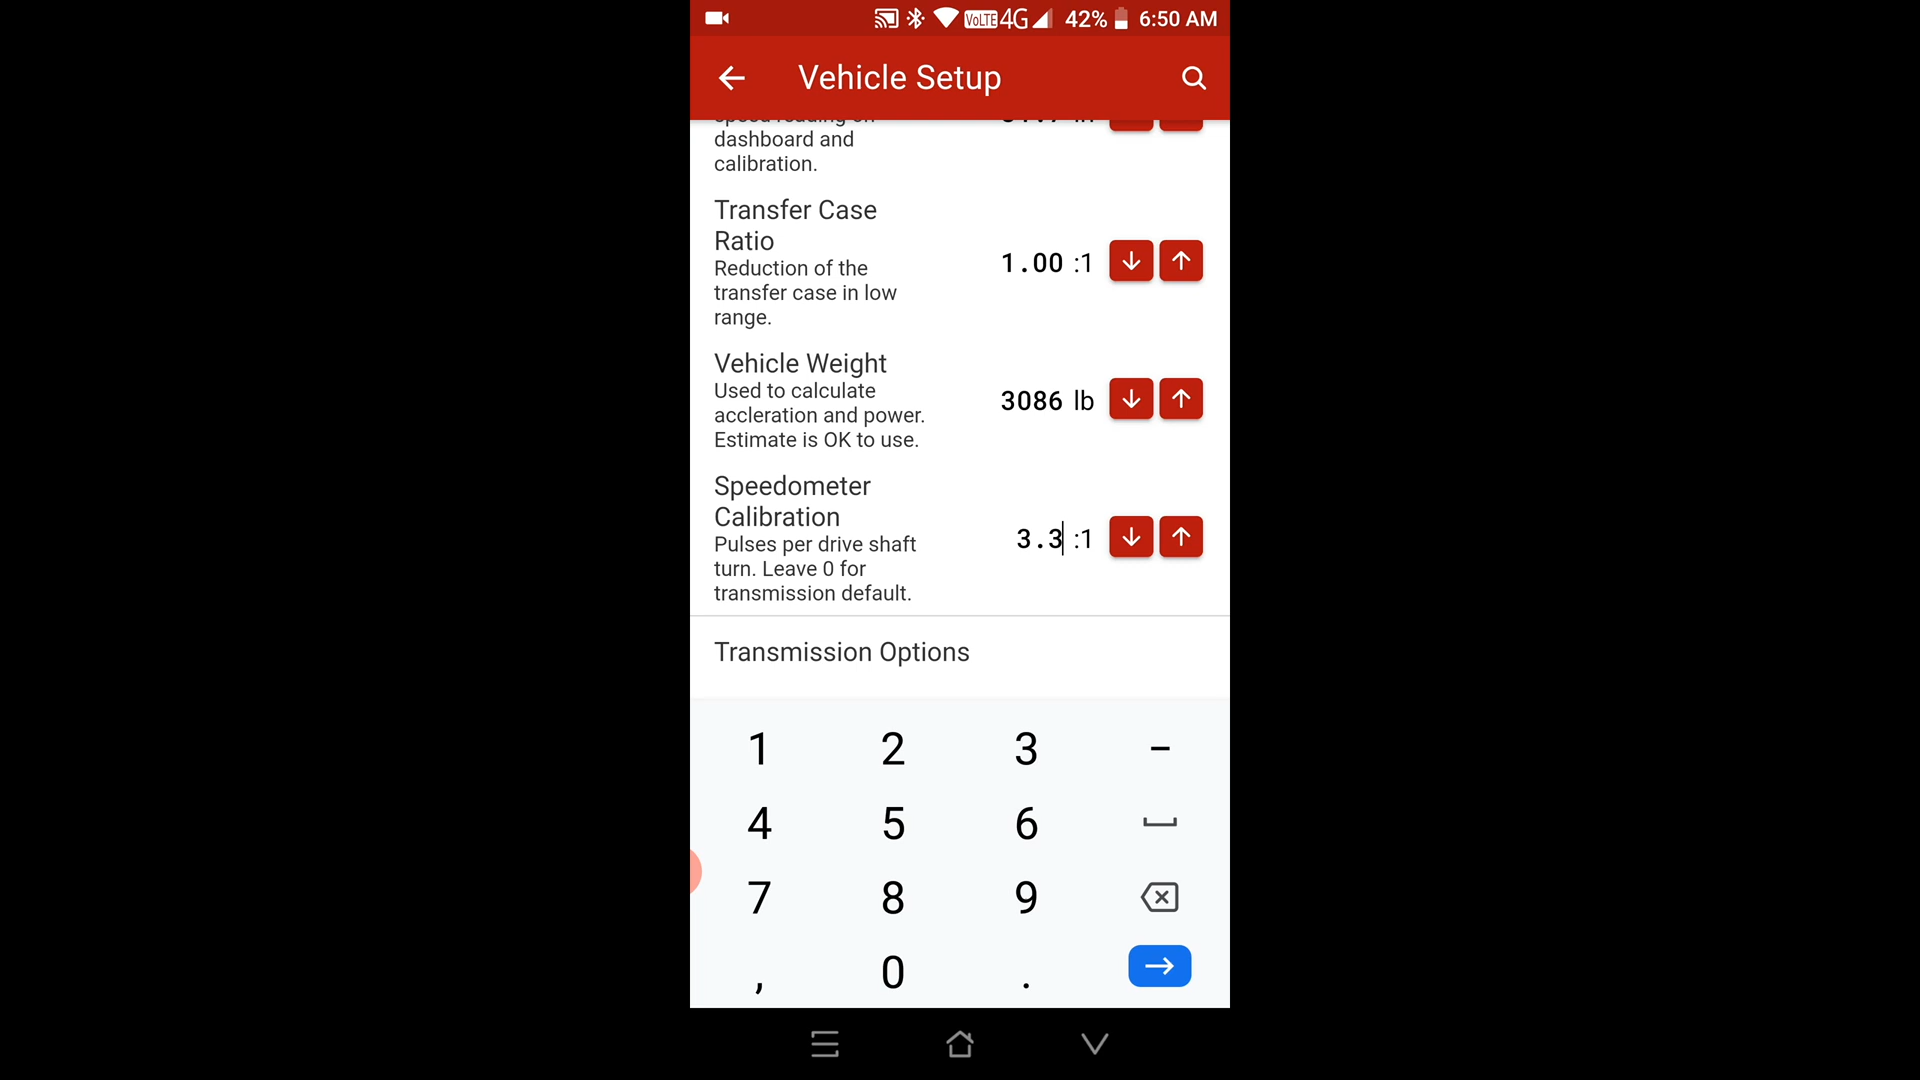 VoLTE 4G 42% 6:50 AM
Vehicle Setup
dashboard and
calibration.
Transfer Case
Ratio
Reduction of the
transfer case in low
range.
1.00 :1
Vehicle Weight
Used to calculate
accleration and power.
Estimate is OK to use.
3086 lb
Speedometer
Calibration
Pulses per drive shaft
turn. Leave 0 for
transmission default.
3.3 :1
Transmission Options
1 2 3 -
4 5 6
7 8 9
, 0 .